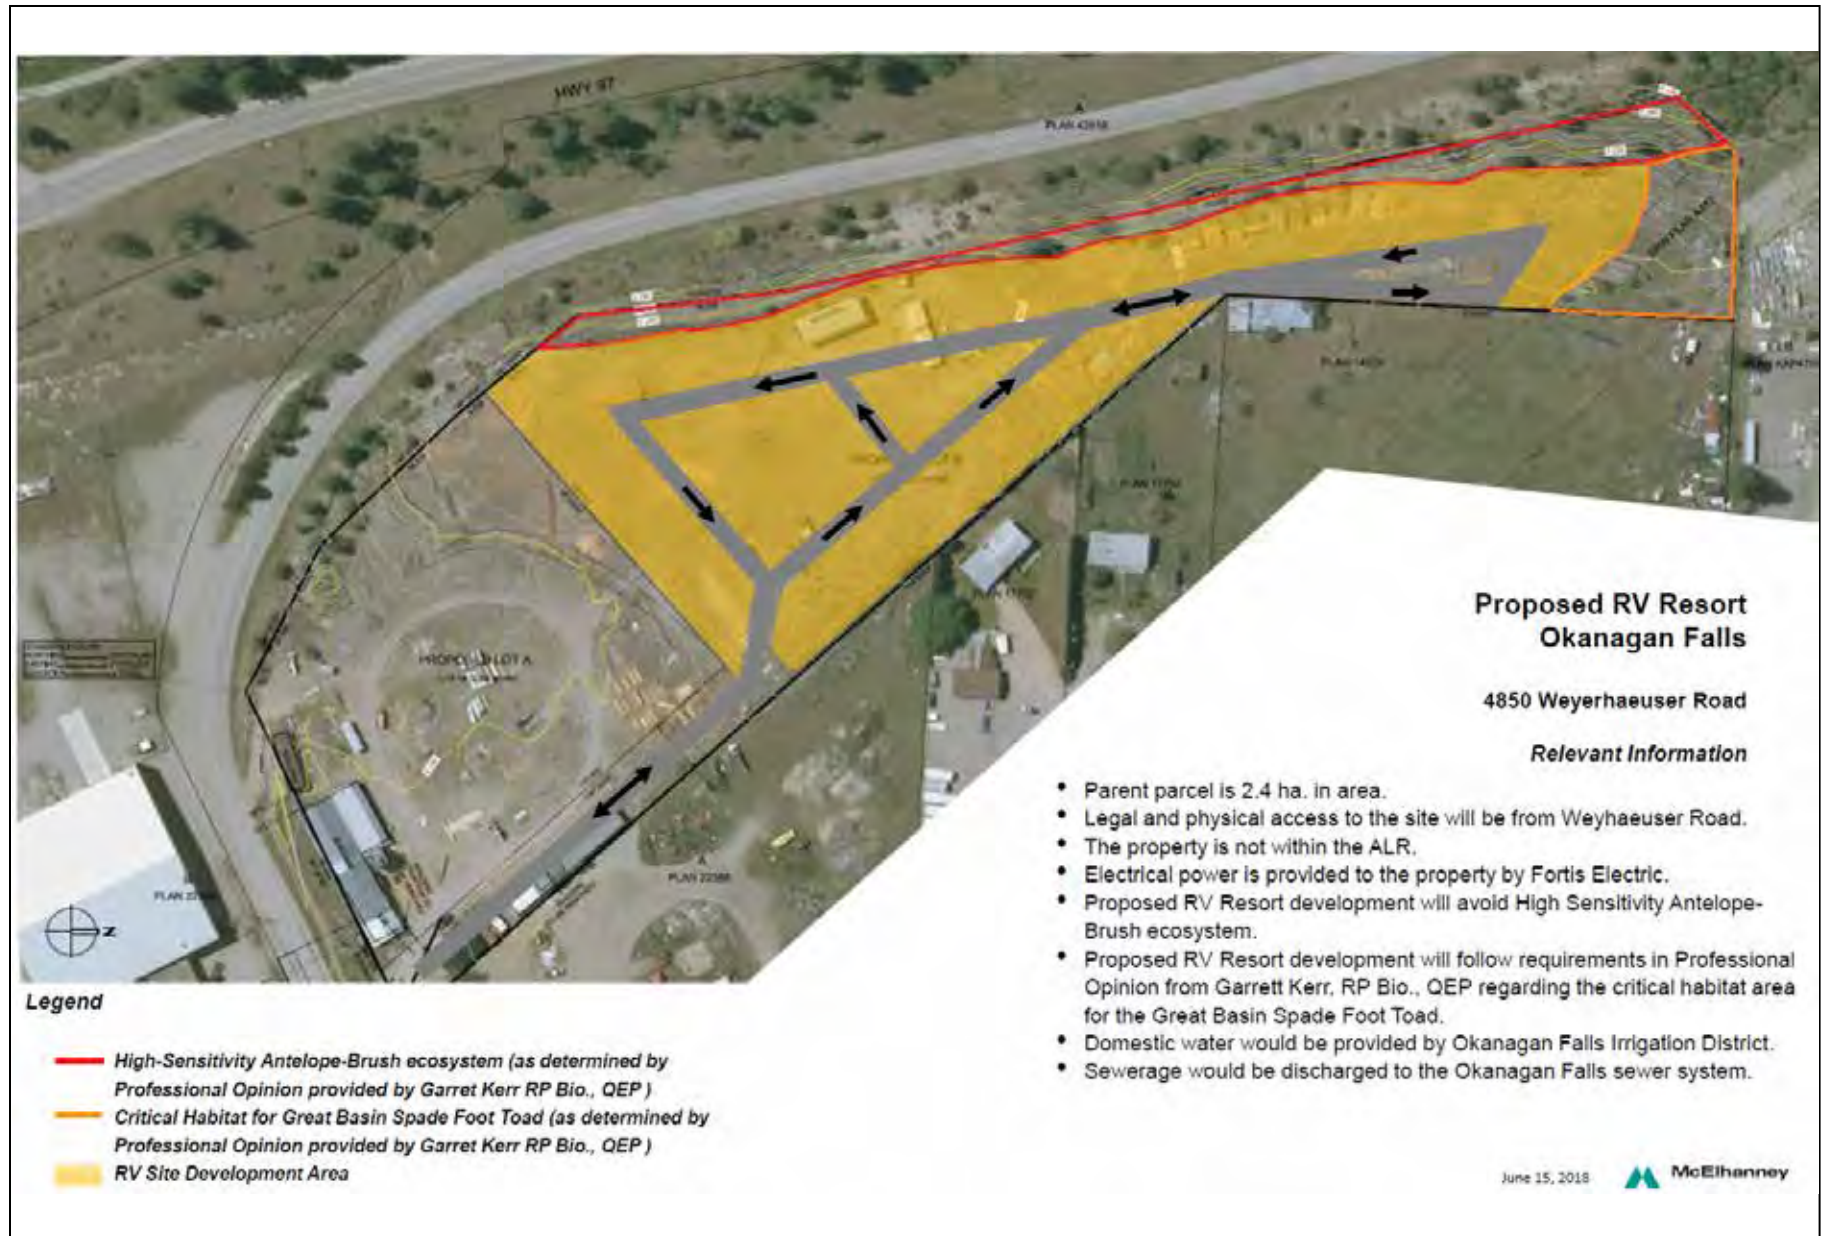 HWY 97
A
PLAN 42018
PROPOSED LOT A
A
PLAN 22388
N
Proposed RV Resort
Okanagan Falls
4850 Weyerhaeuser Road
Relevant Information
• Parent parcel is 2.4 ha. in area.
• Legal and physical access to the site will be from Weyhaeuser Road.
• The property is not within the ALR.
• Electrical power is provided to the property by Fortis Electric.
• Proposed RV Resort development will avoid High Sensitivity Antelope-
Brush ecosystem.
• Proposed RV Resort development will follow requirements in Professional
Opinion from Garrett Kerr, RP Bio., QEP regarding the critical habitat area
for the Great Basin Spade Foot Toad.
• Domestic water would be provided by Okanagan Falls Irrigation District.
• Sewerage would be discharged to the Okanagan Falls sewer system.
Legend
High-Sensitivity Antelope-Brush ecosystem (as determined by
Professional Opinion provided by Garret Kerr RP Bio., QEP )
Critical Habitat for Great Basin Spade Foot Toad (as determined by
Professional Opinion provided by Garret Kerr RP Bio., QEP )
RV Site Development Area
June 15, 2018
McElhanney